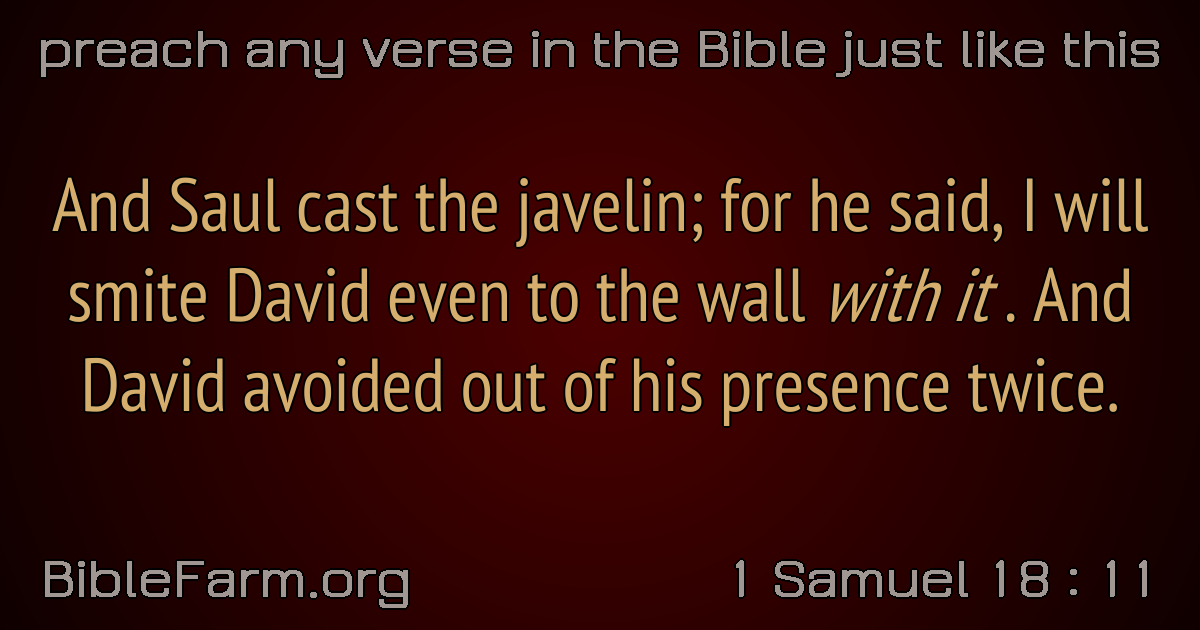 preach any verse in the Bible just like this
And Saul cast the javelin; for he said, I will
smite David even to the wall with it . And
David avoided out of his presence twice.
BibleFarm.org
1 Samuel 18 : 11